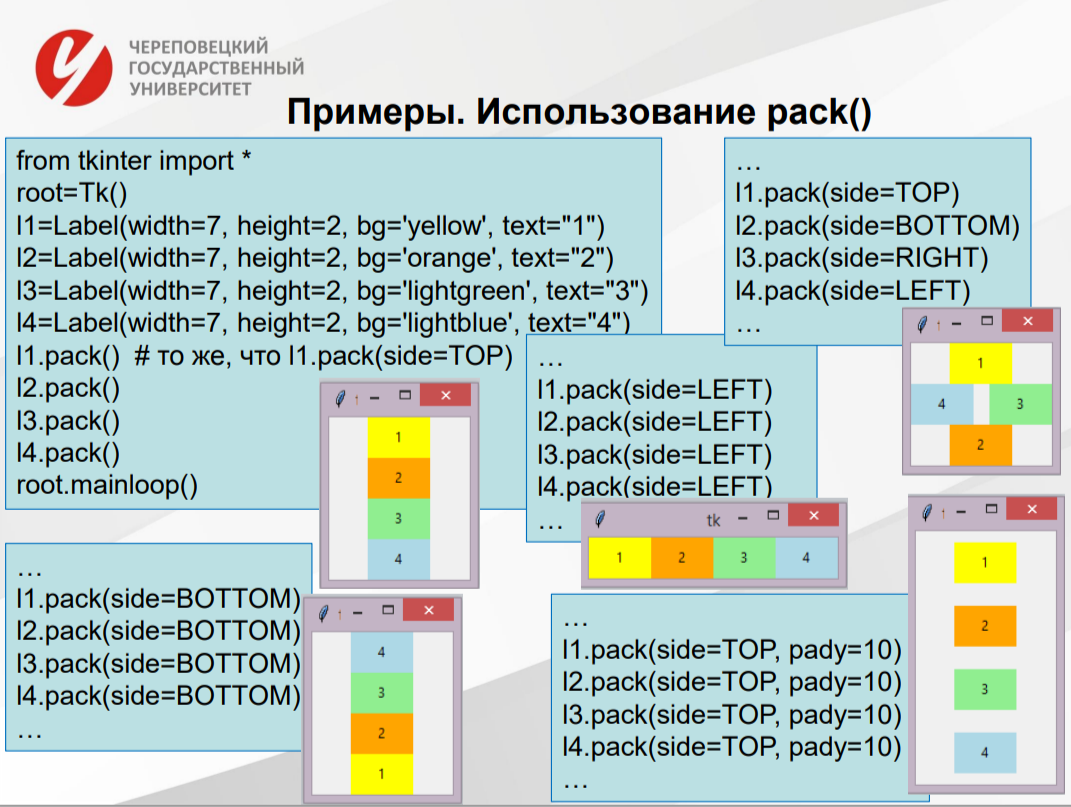 ЧЕРЕПОВЕЦКИЙ
ГОСУДАРСТВЕННЫЙ
УНИВЕРСИТЕТ
Примеры. Использование pack()
from tkinter import *
root=Tk()
l1=Label(width=7, height=2, bg='yellow', text="1")
l2=Label(width=7, height=2, bg='orange', text="2")
l3=Label(width=7, height=2, bg='lightgreen', text="3")
l4=Label(width=7, height=2, bg='lightblue', text="4")
l1.pack()  # то же, что l1.pack(side=TOP)
l2.pack()
l3.pack()
l4.pack()
root.mainloop()
1
2
3
4
…
l1.pack(side=LEFT)
l2.pack(side=LEFT)
l3.pack(side=LEFT)
l4.pack(side=LEFT)
…
tk
1 2 3 4
…
l1.pack(side=TOP)
l2.pack(side=BOTTOM)
l3.pack(side=RIGHT)
l4.pack(side=LEFT)
…
1
4 3
2
…
l1.pack(side=BOTTOM)
l2.pack(side=BOTTOM)
l3.pack(side=BOTTOM)
l4.pack(side=BOTTOM)
…
4
3
2
1
…
l1.pack(side=TOP, pady=10)
l2.pack(side=TOP, pady=10)
l3.pack(side=TOP, pady=10)
l4.pack(side=TOP, pady=10)
…
1
2
3
4